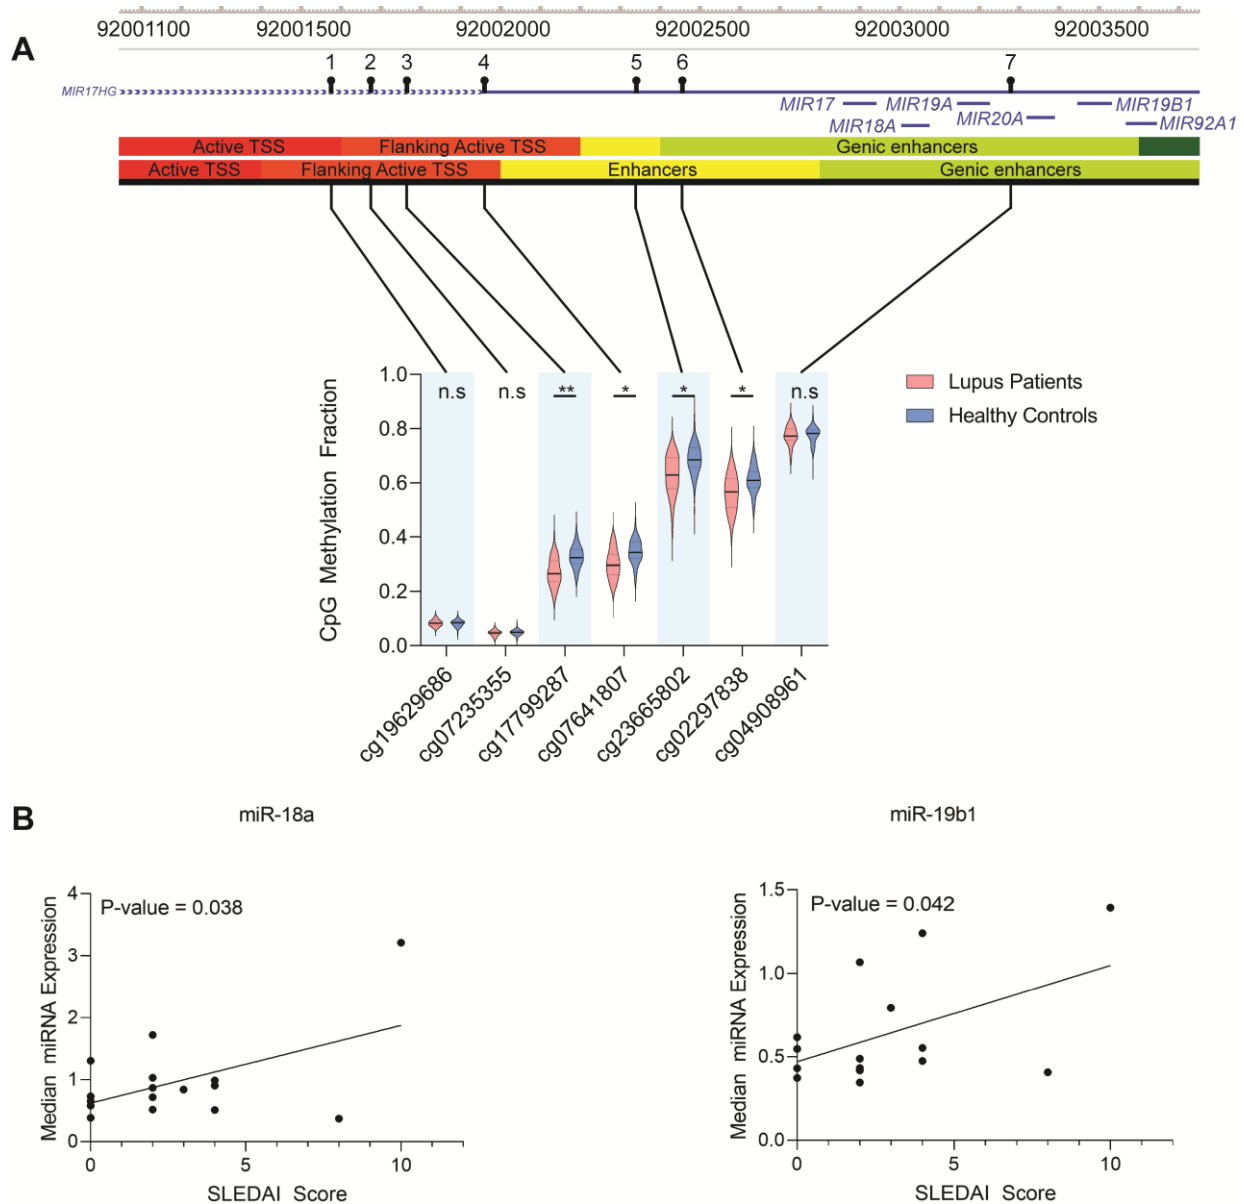 A
92001100 92001500 92002000 92002500 92003000 92003500
1 2 3 4 5 6 7
MIR17HG
MIR17 MIR19A MIR19B1
MIR18A MIR20A MIR92A1
Active TSS Flanking Active TSS Genic enhancers
Active TSS Flanking Active TSS Enhancers Genic enhancers
CpG Methylation Fraction
1.0
0.8
0.6
0.4
0.2
0.0
n.s n.s ** * * * n.s
Lupus Patients
Healthy Controls
cg19629686
cg07235355
cg17799287
cg07641807
cg23665802
cg02297838
cg04908961
B
miR-18a
Median miRNA Expression
P-value = 0.038
4
3
2
1
0
0 5 10
SLEDAI Score
miR-19b1
Median miRNA Expression
P-value = 0.042
1.5
1.0
0.5
0.0
0 5 10
SLEDAI Score